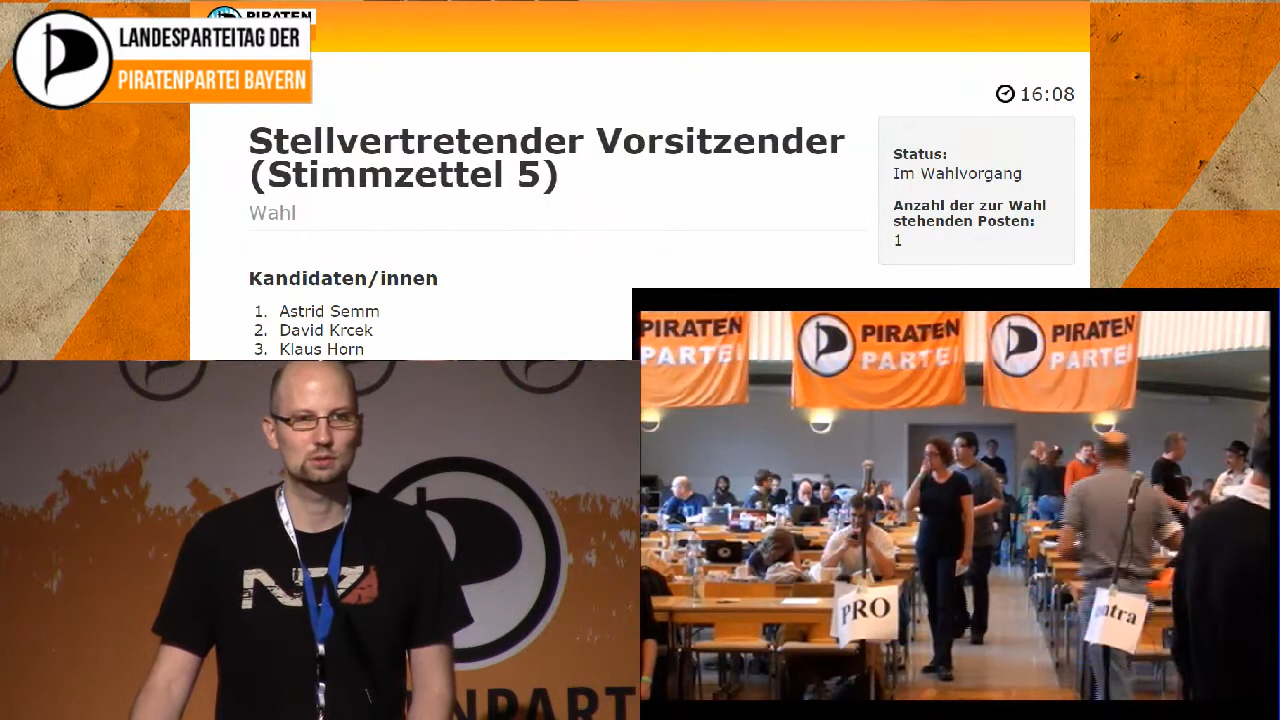 LANDESPARTEITAG DER
PIRATENPARTEI BAYERN
PIRATEN
16:08
Stellvertretender Vorsitzender
(Stimmzettel 5)
Wahl
Status:
Im Wahlvorgang
Anzahl der zur Wahl
stehenden Posten:
1
Kandidaten/innen
1. Astrid Semm
2. David Krcek
3. Klaus Horn
PIRATEN
PARTEI
PIRATEN
PARTEI
PIRATEN
PARTEI
N7
PRO